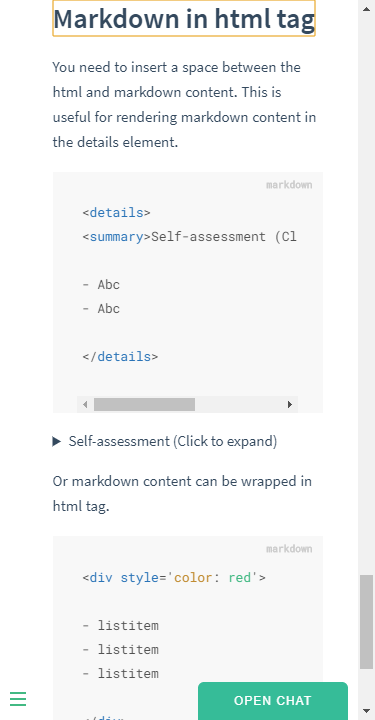 Markdown in html tag
You need to insert a space between the
html and markdown content. This is
useful for rendering markdown content in
the details element.
markdown
<details>
<summary>Self-assessment (Cl
- Abc
- Abc
</details>
Self-assessment (Click to expand)
Or markdown content can be wrapped in
html tag.
markdown
<div style='color: red'>
- listitem
- listitem
- listitem
</div>
OPEN CHAT